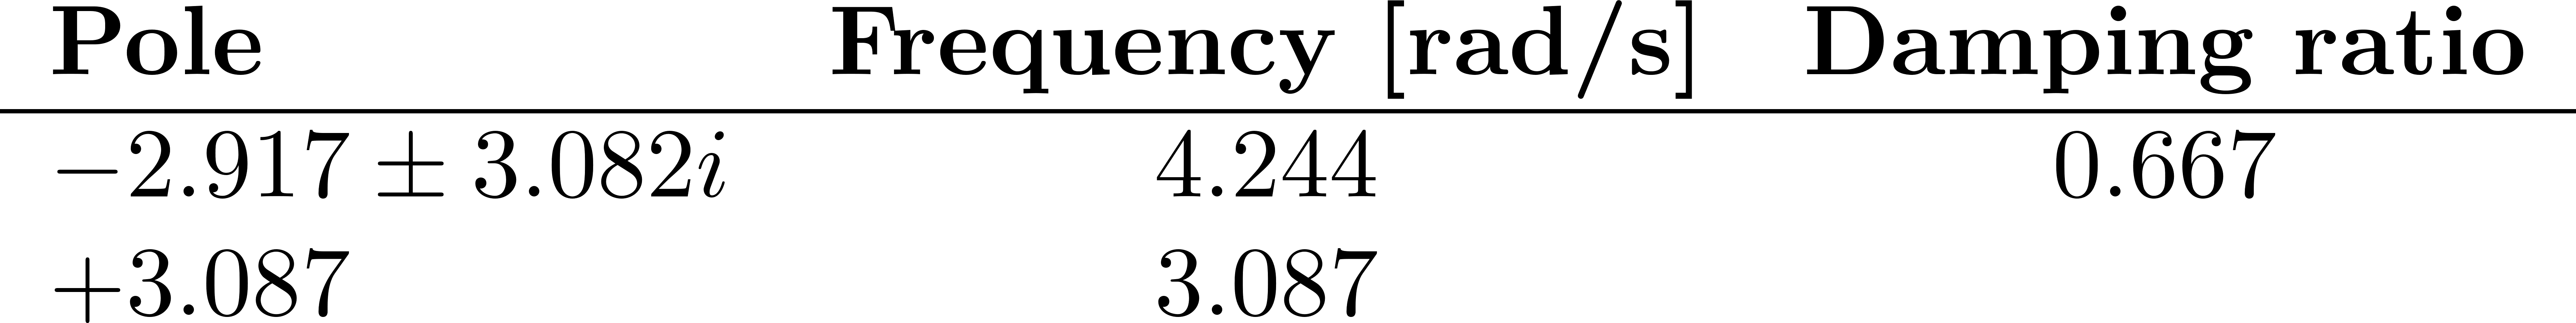 Pole Frequency [rad/s] Damping ratio
−2.917 ± 3.082i 4.244 0.667
+3.087 3.087